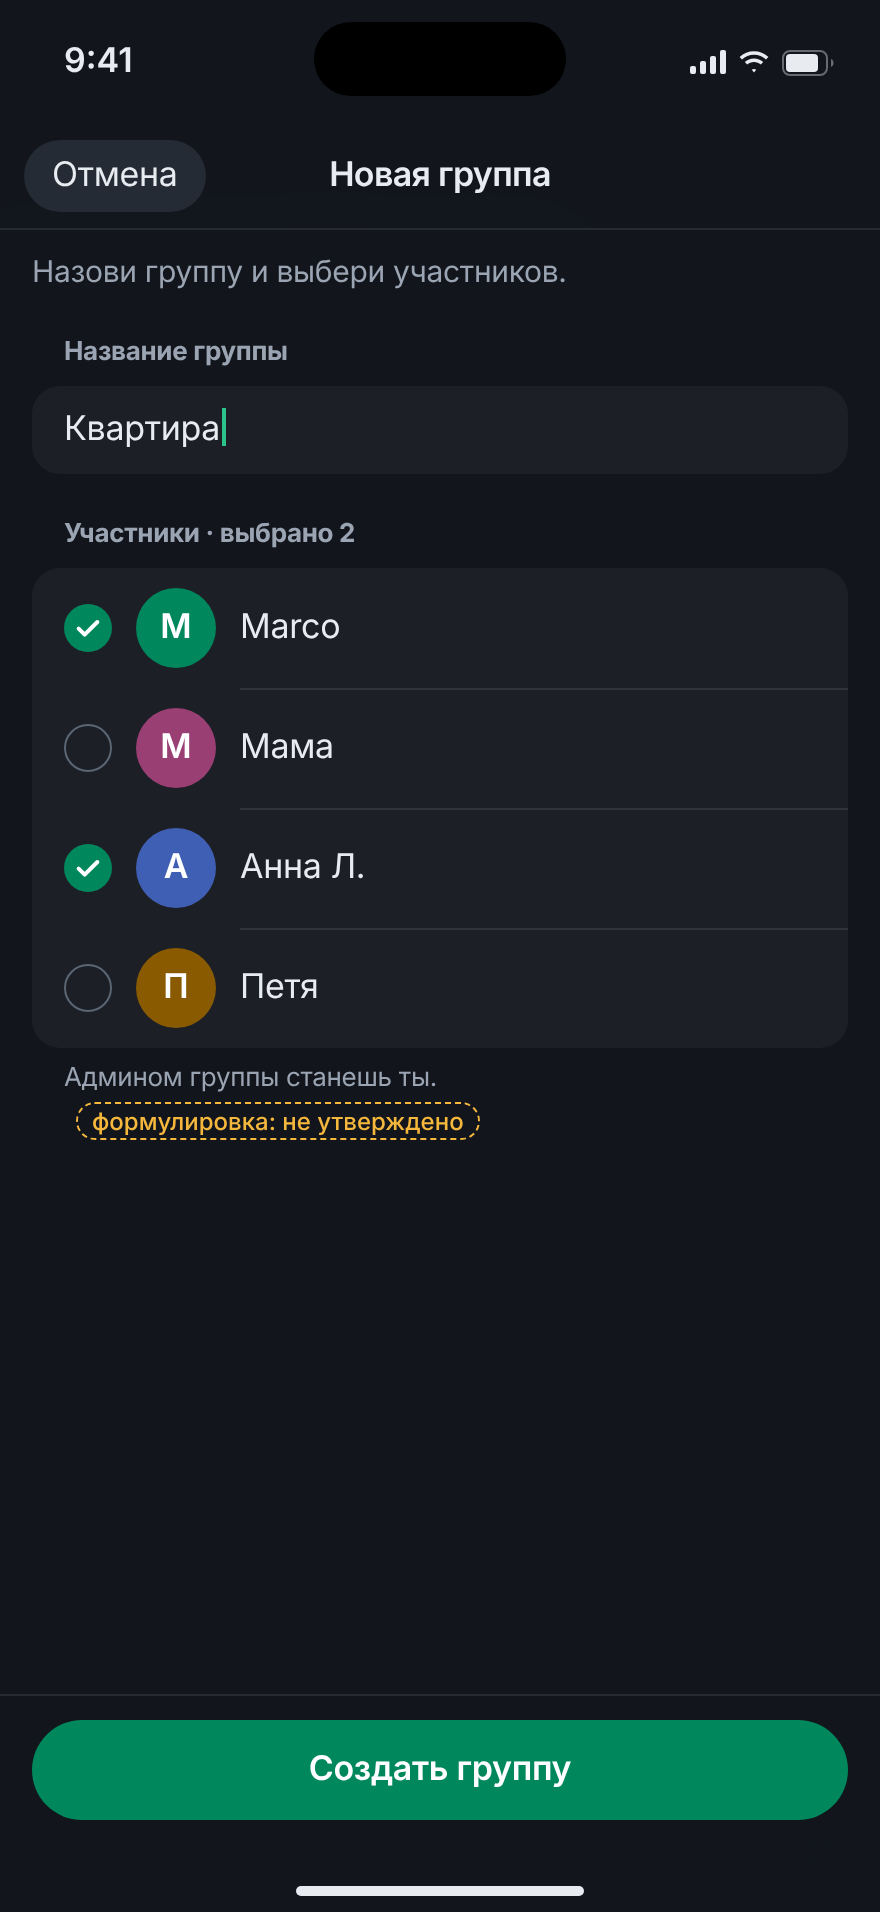 9:41
Отмена
Новая группа
Назови группу и выбери участников.
Название группы
Квартира
Участники · выбрано 2
M Marco
М Мама
А Анна Л.
П Петя
Админом группы станешь ты.
формулировка: не утверждено
Создать группу